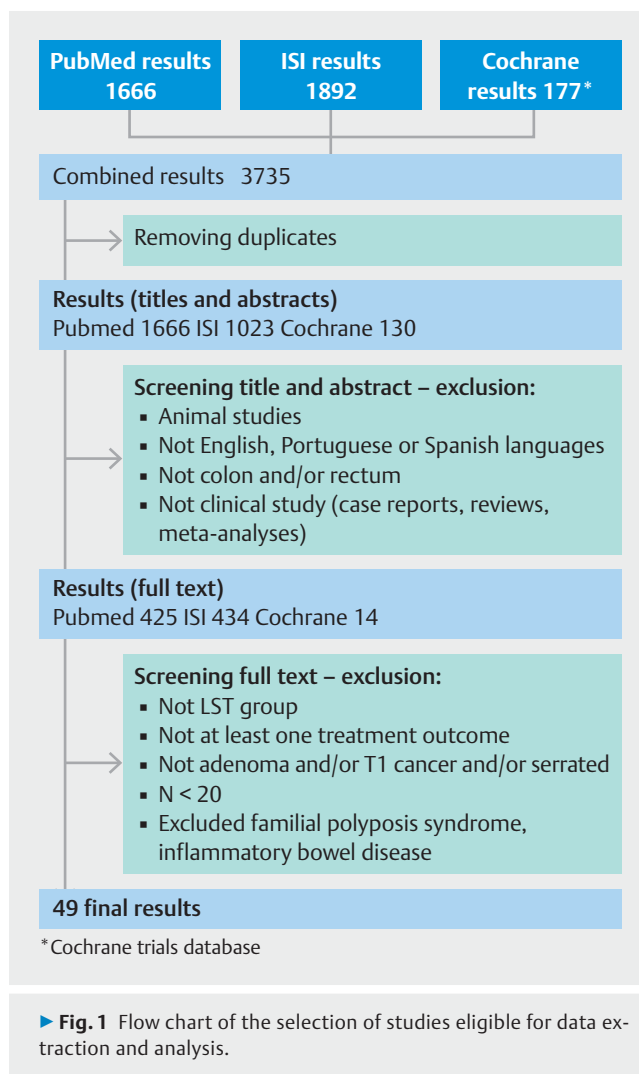 PubMed results
1666
ISI results
1892
Cochrane
results 177*
Combined results 3735
Removing duplicates
Results (titles and abstracts)
Pubmed 1666 ISI 1023 Cochrane 130
Screening title and abstract – exclusion:
▪ Animal studies
▪ Not English, Portuguese or Spanish languages
▪ Not colon and/or rectum
▪ Not clinical study (case reports, reviews,
meta-analyses)
Results (full text)
Pubmed 425 ISI 434 Cochrane 14
Screening full text – exclusion:
▪ Not LST group
▪ Not at least one treatment outcome
▪ Not adenoma and/or T1 cancer and/or serrated
▪ N < 20
▪ Excluded familial polyposis syndrome,
inflammatory bowel disease
49 final results
*Cochrane trials database
▶ Fig. 1 Flow chart of the selection of studies eligible for data ex-
traction and analysis.